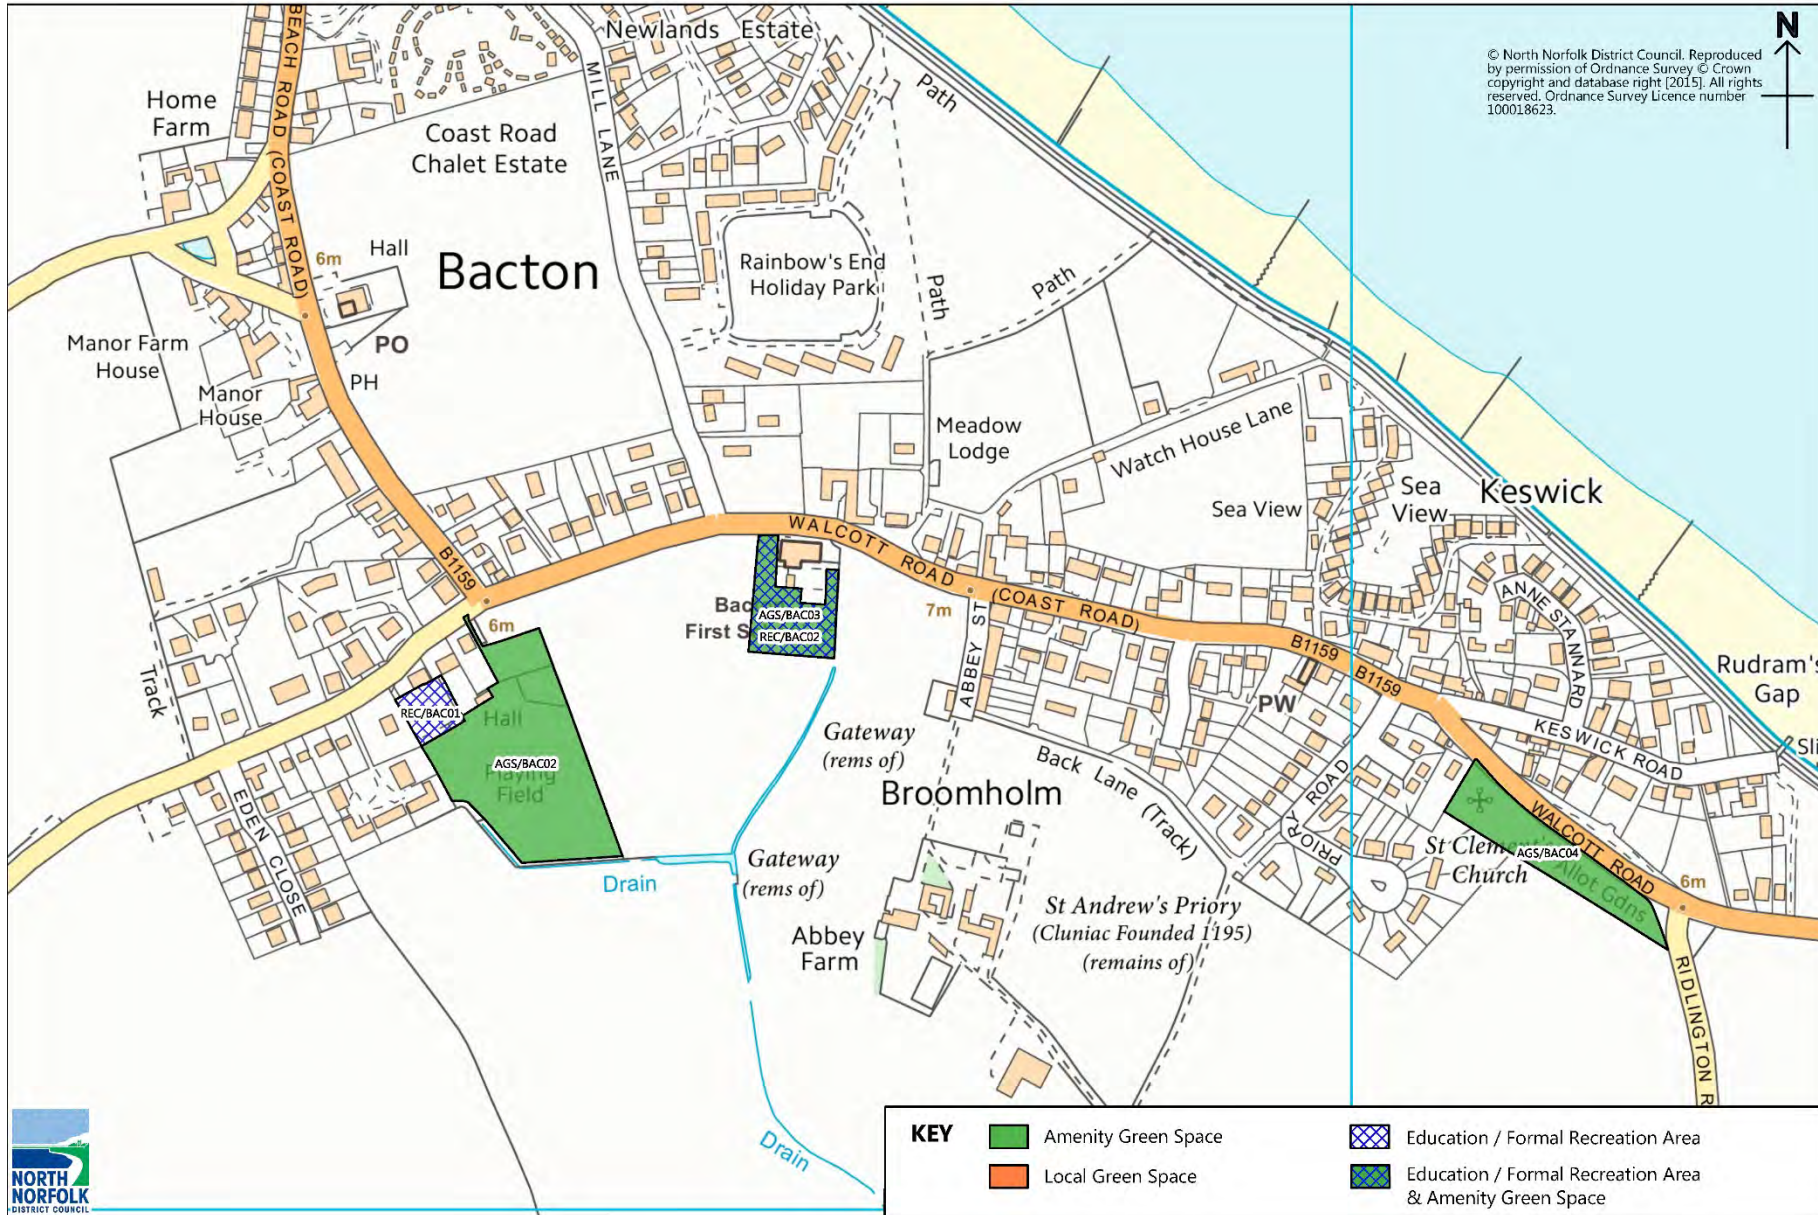 Newlands Estate
N
© North Norfolk District Council. Reproduced
by permission of Ordnance Survey © Crown
copyright and database right [2015]. All rights
reserved. Ordnance Survey Licence number
100018623.
BEACH ROAD (COAST ROAD)
MILL LANE
Path
Home
Farm
Coast Road
Chalet Estate
Hall
6m
Bacton
Rainbow's End
Holiday Park
Path
Path
Manor Farm
House
PO
PH
Manor
House
Meadow
Lodge
Watch House Lane
Sea View
Sea
View
Keswick
WALCOTT ROAD (COAST ROAD)
B1159
ANNE STANNARD
7m
6m
AGS/BAC03
First
REC/BAC02
ABBEY ST
B1159
B1159
Rudram's
Gap
Track
REC/BAC01
Hall
PW
KESWICK ROAD
Gateway
(rems of)
Back Lane (Track)
AGS/BAC02
Playing
Field
Broomholm
PRIORY ROAD
WALCOTT ROAD
EDEN CLOSE
St Clement's
Church
AGS/BAC04
Allot Gdns
6m
Gateway
(rems of)
Drain
St Andrew's Priory
(Cluniac Founded 1195)
(remains of)
Abbey
Farm
RIDLINGTON
Drain
NORTH
NORFOLK
DISTRICT COUNCIL
KEY
Amenity Green Space
Local Green Space
Education / Formal Recreation Area
Education / Formal Recreation Area
& Amenity Green Space